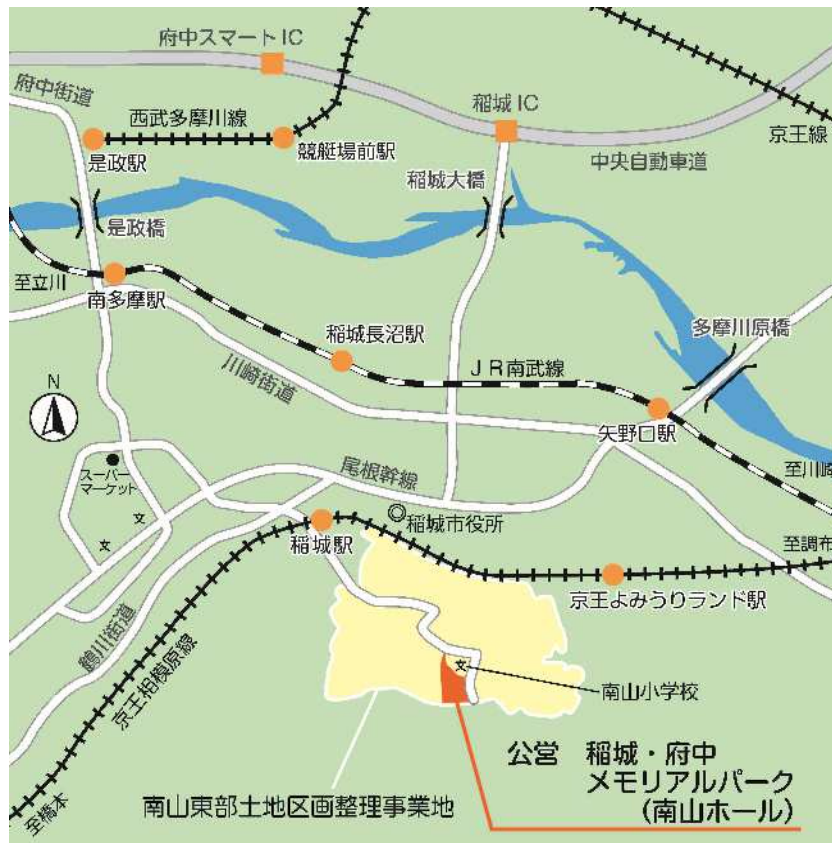 府中スマートIC
府中街道
西武多摩川線
稲城IC
京王線
是政駅
競艇場前駅
稲城大橋
中央自動車道
是政橋
至立川
南多摩駅
稲城長沼駅
多摩川原橋
JR南武線
川崎街道
N
矢野口駅
スーパー
マーケット
尾根幹線
至川崎
文
文
稲城市役所
稲城駅
至調布
京王よみうりランド駅
鶴川街道
京王相模原線
文
南山小学校
公営 稲城・府中
メモリアルパーク
(南山ホール)
南山東部土地区画整理事業地
至橋本